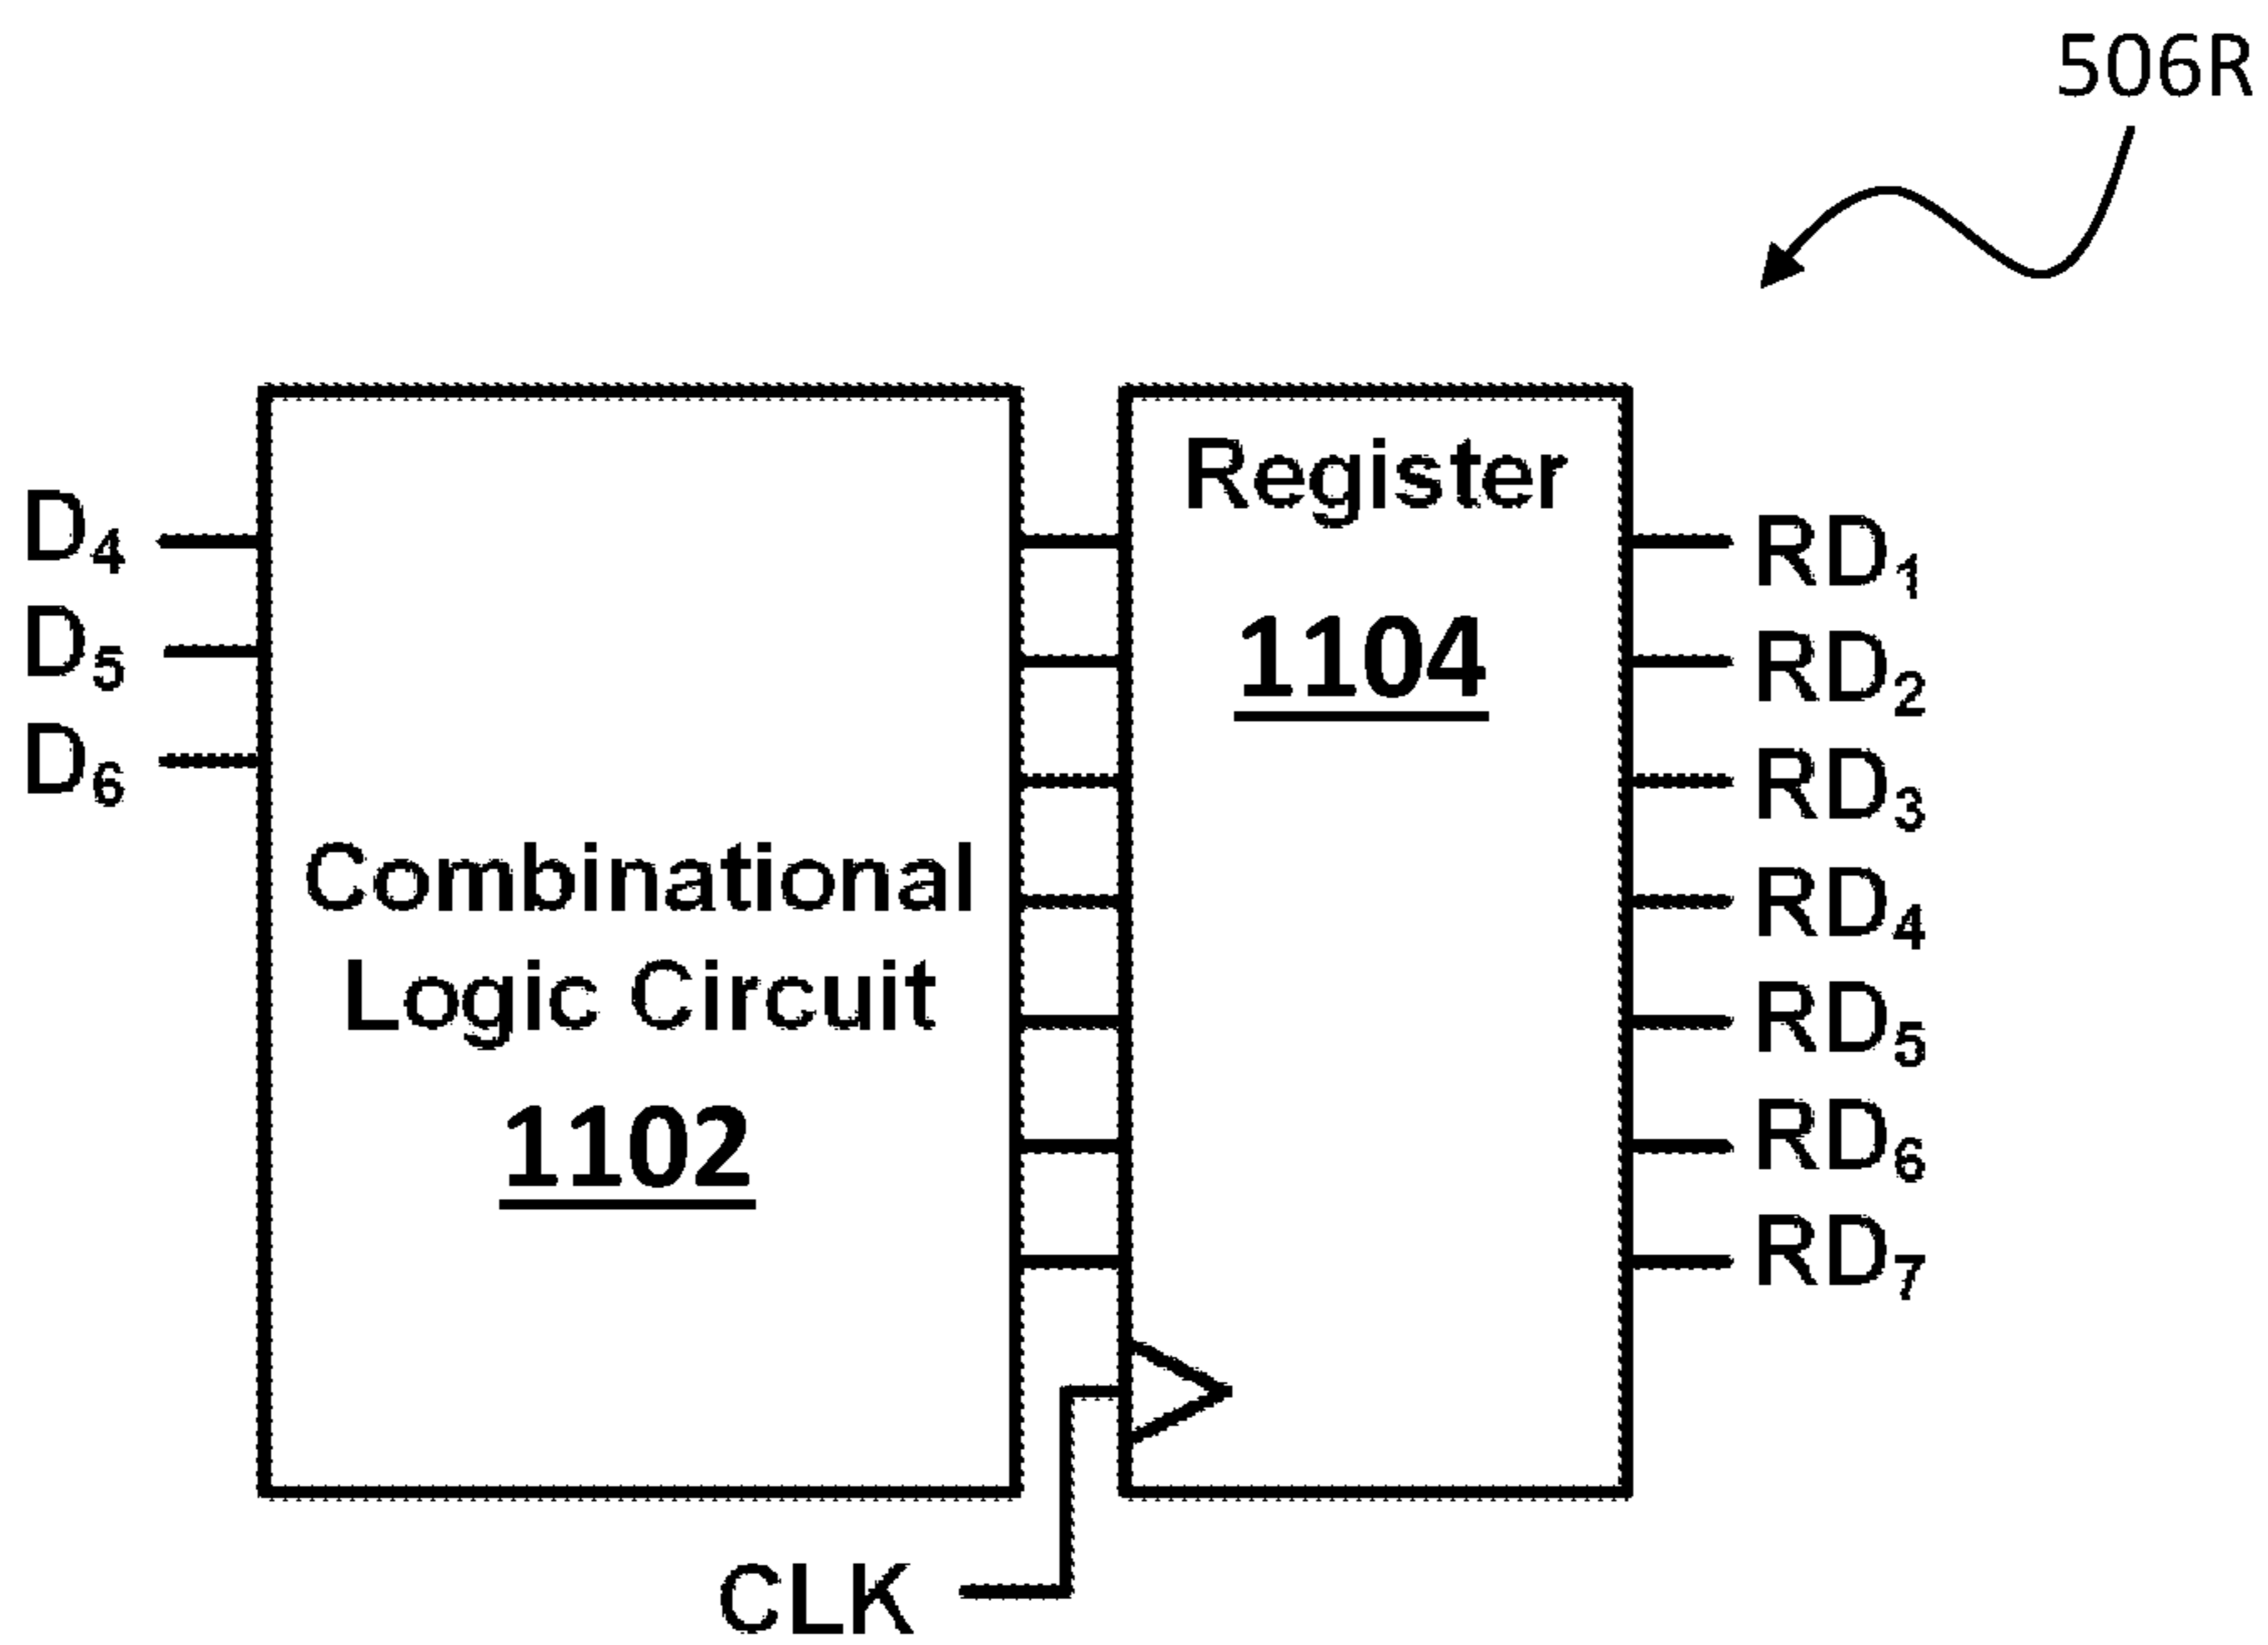 506R
D4
D5
D6
Combinational
Logic Circuit
1102
Register
1104
RD1
RD2
RD3
RD4
RD5
RD6
RD7
CLK